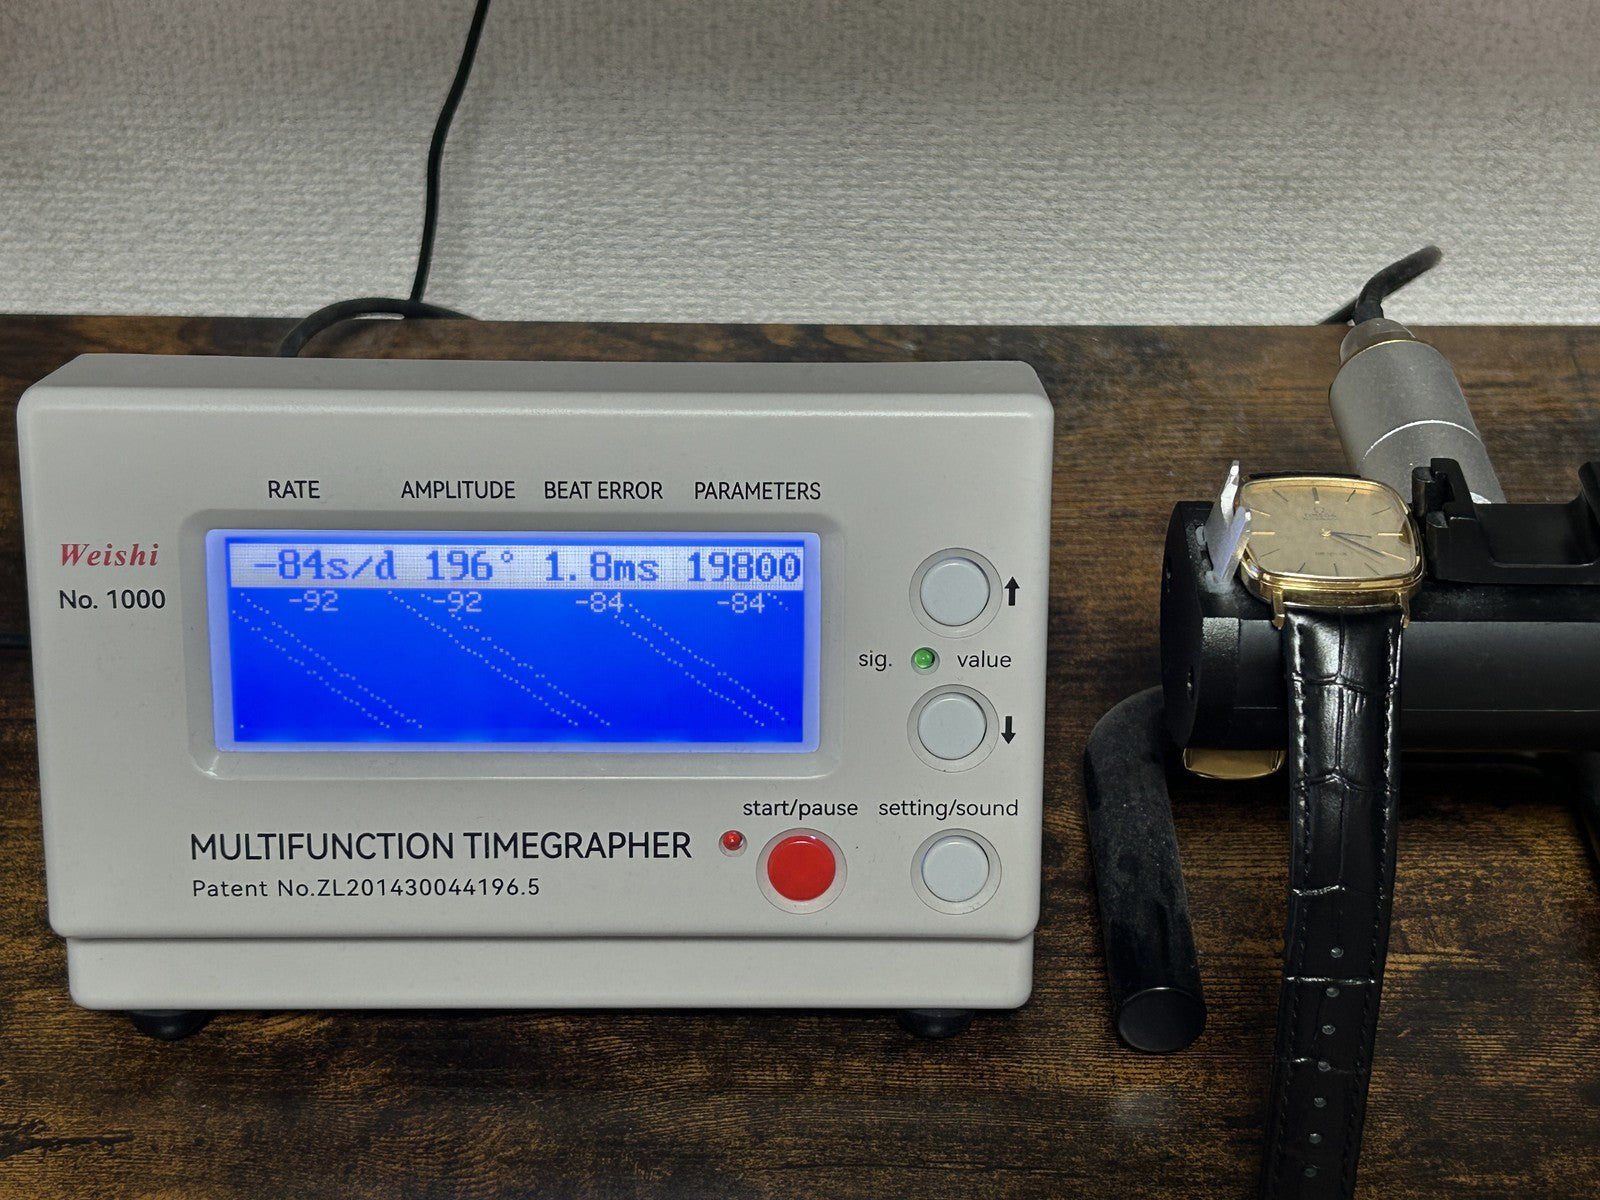 RATE AMPLITUDE BEAT ERROR PARAMETERS
Weishi
No. 1000
-84s/d 196° 1.8ms 19800
-92 -92 -84 -84
sig. value
start/pause setting/sound
MULTIFUNCTION TIMEGRAPHER
Patent No.ZL201430044196.5